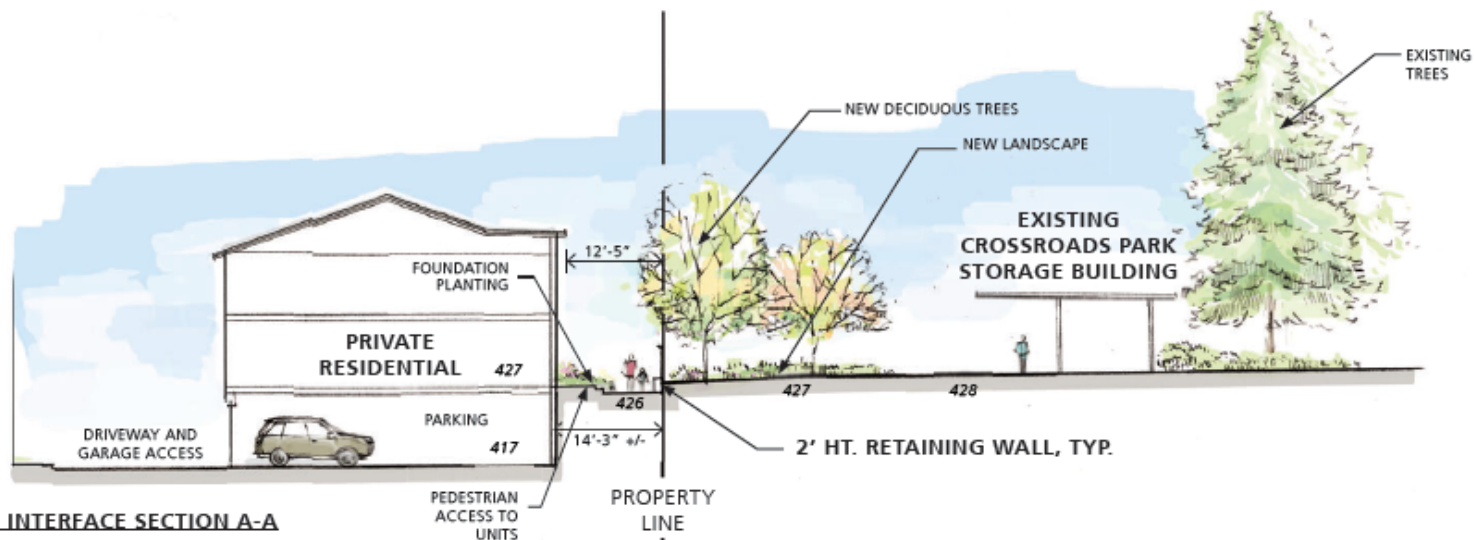 EXISTING
TREES
NEW DECIDUOUS TREES
NEW LANDSCAPE
EXISTING
CROSSROADS PARK
STORAGE BUILDING
12'-5"
FOUNDATION
PLANTING
PRIVATE
RESIDENTIAL
427
426
427
428
PARKING
417
DRIVEWAY AND
GARAGE ACCESS
14'-3" +/-
2' HT. RETAINING WALL, TYP.
PEDESTRIAN
ACCESS TO
UNITS
PROPERTY
LINE
INTERFACE SECTION A-A